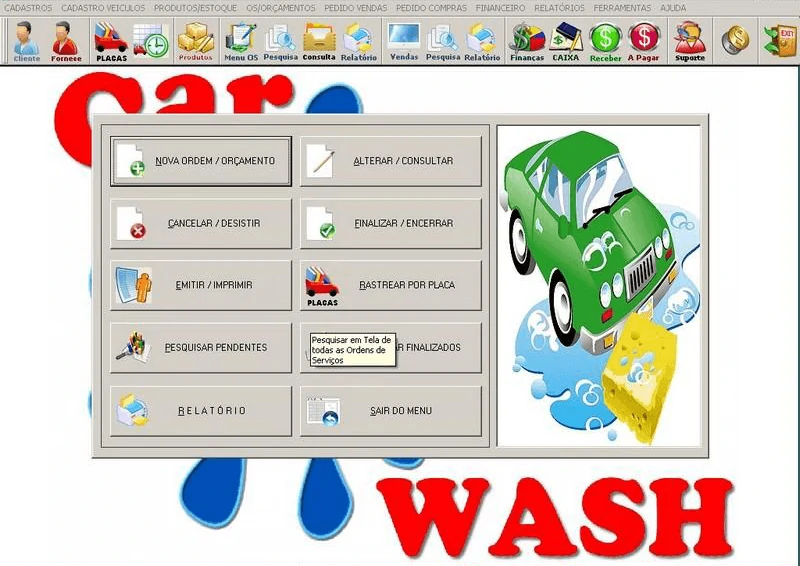 CADASTROS CADASTRO VEICULOS PRODUTOS/ESTOQUE OS/ORÇAMENTOS PEDIDO VENDAS PEDIDO COMPRAS FINANCEIRO RELATÓRIOS FERRAMENTAS AJUDA
Cliente Fornece PLACAS Produtos Menu OS Pesquisa Consulta Relatório Vendas Pesquisa Relatório Finanças CAIXA Receber A Pagar Suporte EXIT
Car
NOVA ORDEM / ORÇAMENTO ALTERAR / CONSULTAR
CANCELAR / DESISTIR FINALIZAR / ENCERRAR
EMITIR / IMPRIMIR PLACAS RASTREAR POR PLACA
PESQUISAR PENDENTES AR FINALIZADOS
Pesquisar em Tela de
todas as Ordens de
Serviços
RELATÓRIO SAIR DO MENU
WASH